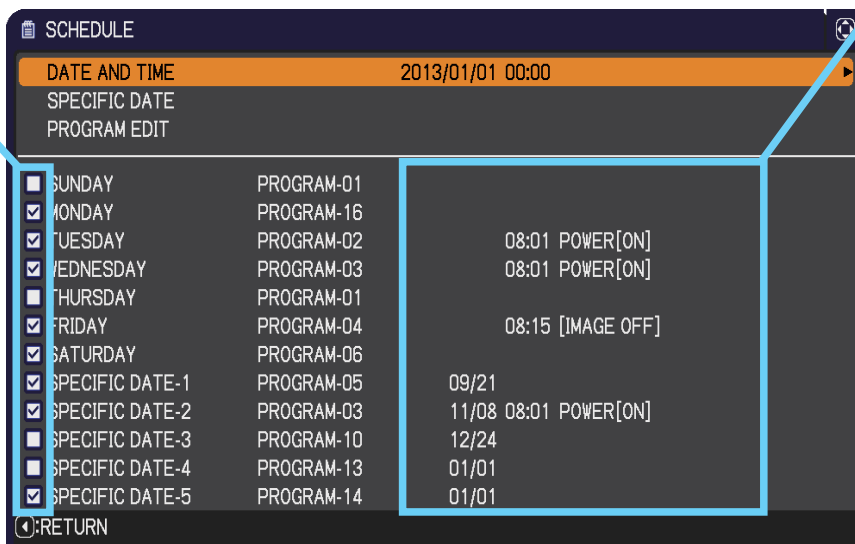 SCHEDULE
DATE AND TIME 2013/01/01 00:00
SPECIFIC DATE
PROGRAM EDIT
SUNDAY PROGRAM-01
MONDAY PROGRAM-16
TUESDAY PROGRAM-02 08:01 POWER[ON]
WEDNESDAY PROGRAM-03 08:01 POWER[ON]
THURSDAY PROGRAM-01
FRIDAY PROGRAM-04 08:15 [IMAGE OFF]
SATURDAY PROGRAM-06
SPECIFIC DATE-1 PROGRAM-05 09/21
SPECIFIC DATE-2 PROGRAM-03 11/08 08:01 POWER[ON]
SPECIFIC DATE-3 PROGRAM-10 12/24
SPECIFIC DATE-4 PROGRAM-13 01/01
SPECIFIC DATE-5 PROGRAM-14 01/01
:RETURN